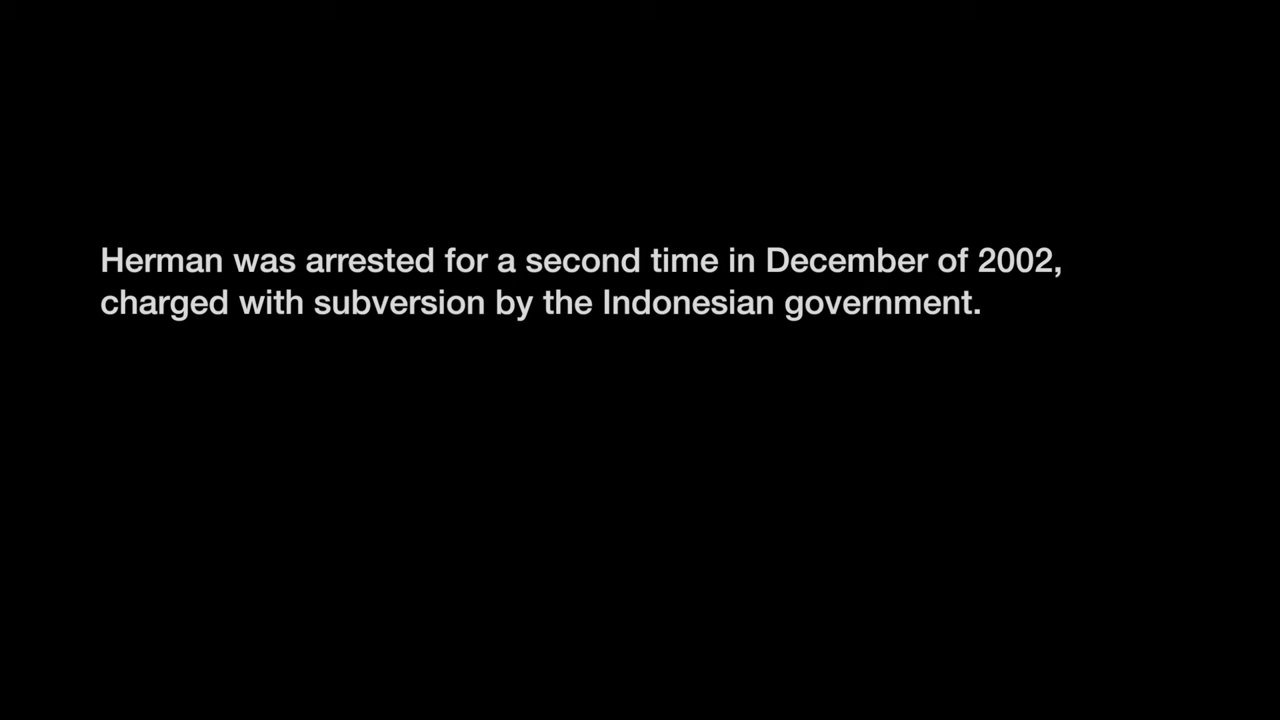 Herman was arrested for a second time in December of 2002,
charged with subversion by the Indonesian government.